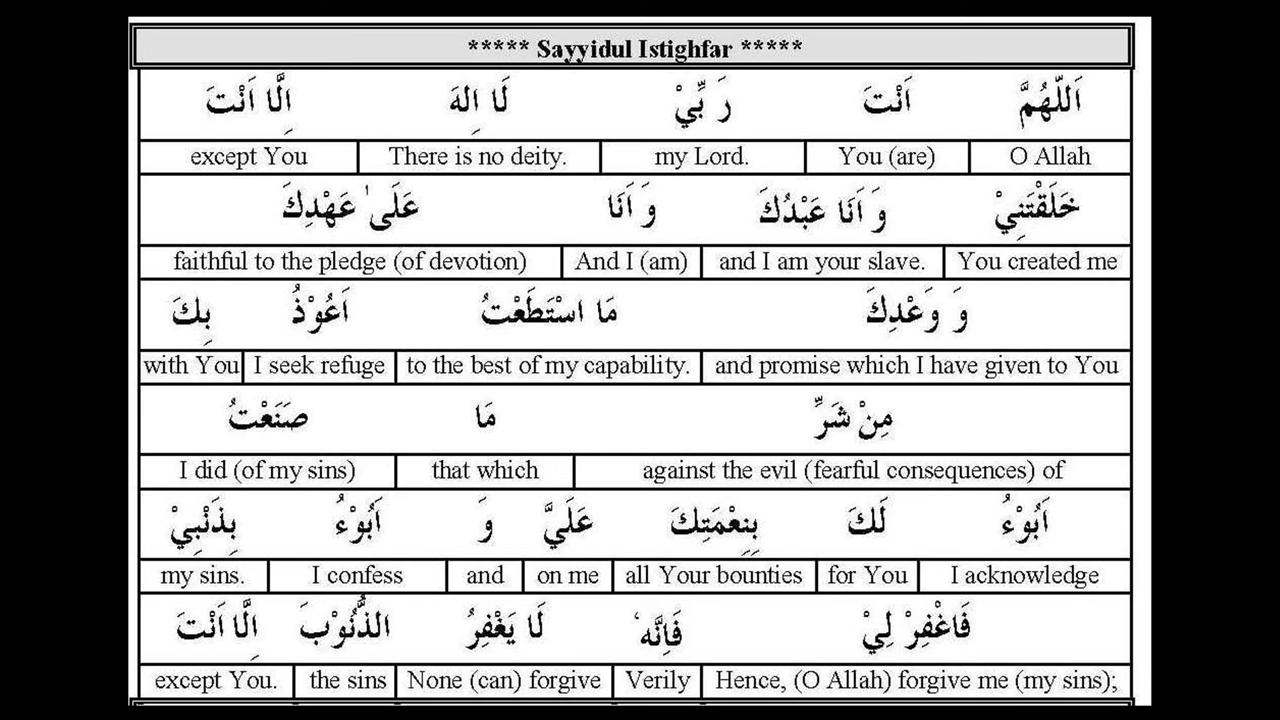 ***** Sayyidul Istighfar *****
اَللّٰهُمَّ اَنْتَ رَبِّيْ لَا اِلٰهَ اِلَّا اَنْتَ
O Allah You (are) my Lord. There is no deity. except You
خَلَقْتَنِيْ وَ اَنَا عَبْدُكَ وَ اَنَا عَلَىٰ عَهْدِكَ
You created me and I am your slave. And I (am) faithful to the pledge (of devotion)
وَ وَعْدِكَ مَا اسْتَطَعْتُ اَعُوْذُ بِكَ
and promise which I have given to You to the best of my capability. I seek refuge with You
مِنْ شَرِّ مَا صَنَعْتُ
against the evil (fearful consequences) of that which I did (of my sins)
اَبُوْءُ لَكَ بِنِعْمَتِكَ عَلَيَّ وَ اَبُوْءُ بِذَنْبِيْ
I acknowledge for You all Your bounties on me and I confess my sins.
فَاغْفِرْ لِيْ فَاِنَّهٗ لَا يَغْفِرُ الذُّنُوْبَ اِلَّا اَنْتَ
Hence, (O Allah) forgive me (my sins); Verily None (can) forgive the sins except You.